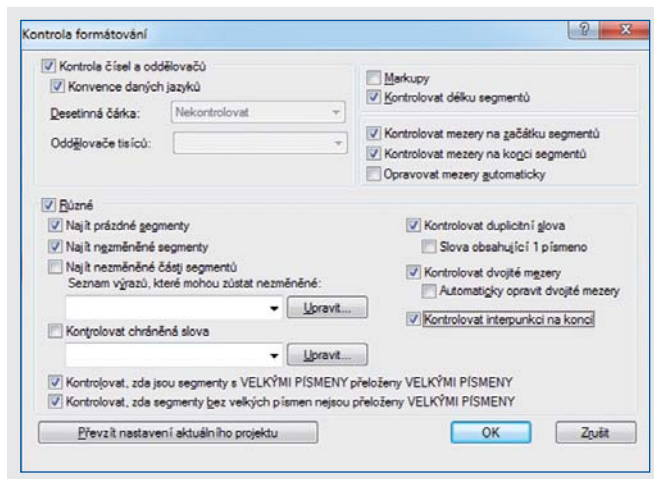 Kontrola formátování
Kontrola čísel a oddělovačů
Konvence daných jazyků
Desetinná čárka: Nekontrolovat
Oddělovače tisíců:
Markupy
Kontrolovat délku segmentů
Kontrolovat mezery na začátku segmentů
Kontrolovat mezery na konci segmentů
Opravovat mezery automaticky
Různé
Najít prázdné segmenty
Najít nezměněné segmenty
Najít nezměněné části segmentů
Seznam výrazů, které mohou zůstat nezměněné:
Upravit...
Kontrolovat chráněná slova
Upravit...
Kontrolovat duplicitní slova
Slova obsahující 1 písmeno
Kontrolovat dvojité mezery
Automaticky opravit dvojité mezery
Kontrolovat interpunkci na konci
Kontrolovat, zda jsou segmenty s VELKÝMI PÍSMENY přeloženy VELKÝMI PÍSMENY
Kontrolovat, zda segmenty bez velkých písmen nejsou přeloženy VELKÝMI PÍSMENY
Převzít nastavení aktuálního projektu OK Zrušit